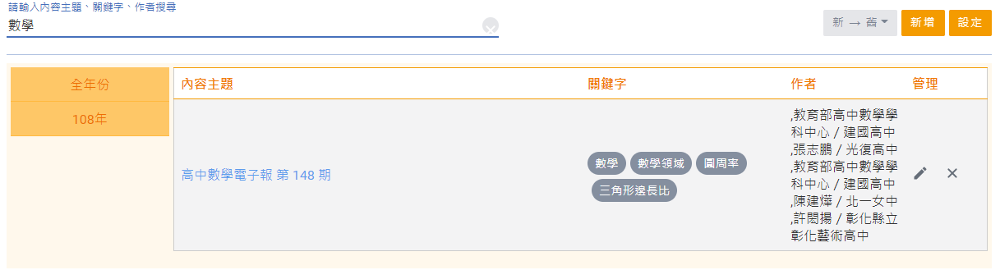 請輸入內容主題、關鍵字、作者搜尋
數學
新 → 舊
新增
設定
全年份
108年
內容主題
關鍵字
作者
管理
高中數學電子報 第 148 期
數學
數學領域
圓周率
三角形邊長比
,教育部高中數學學
科中心 / 建國高中
,張志鵬 / 光復高中
,教育部高中數學學
科中心 / 建國高中
,陳建燁 / 北一女中
,許閎揚 / 彰化縣立
彰化藝術高中